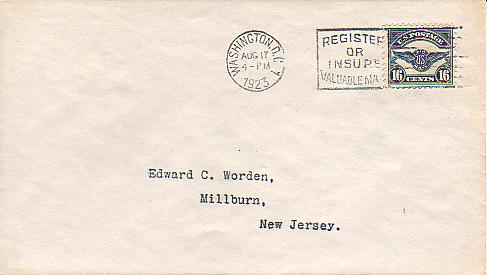 WASHINGTON, D.C.
AUG 17
4-PM
1923
REGISTER
OR
INSURE
VALUABLE MA
U.S. POSTAGE
US
16 CENTS 16
Edward C. Worden,
Millburn,
New Jersey.